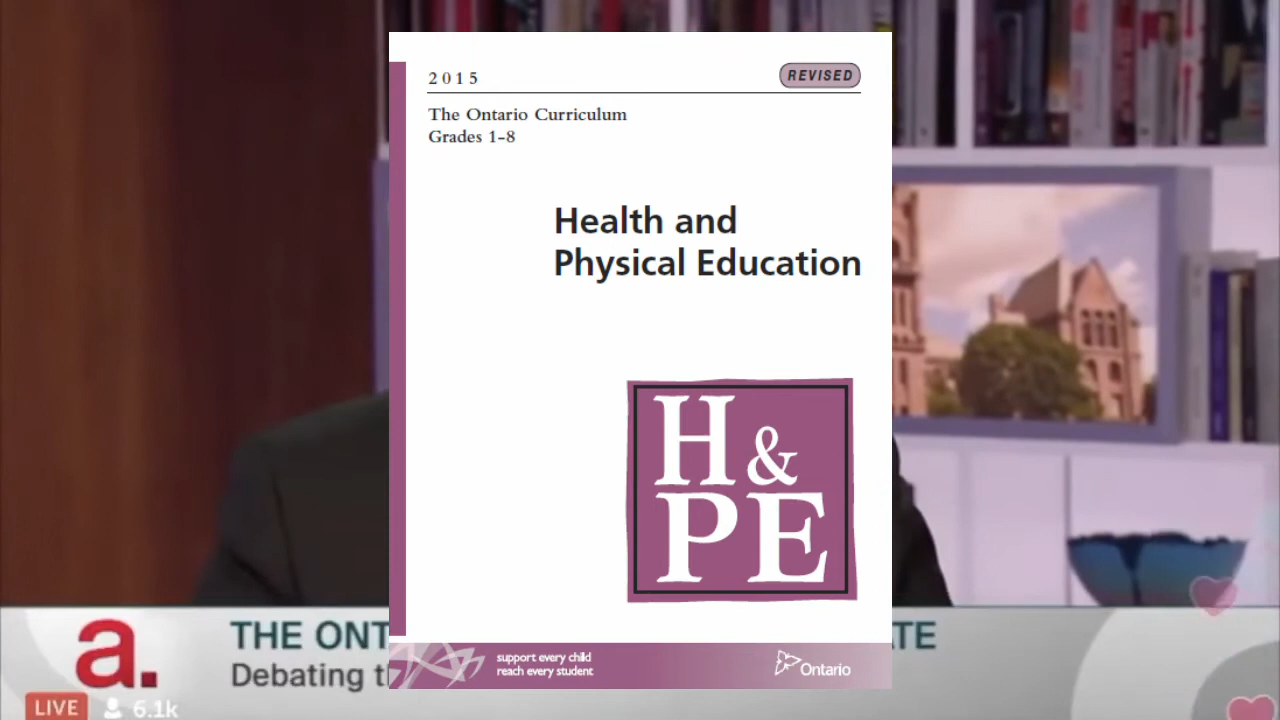 2015
REVISED
The Ontario Curriculum
Grades 1-8
Health and
Physical Education
H&
PE
support every child
reach every student
Ontario
a.
THE ONT
Debating
LIVE
6.1k